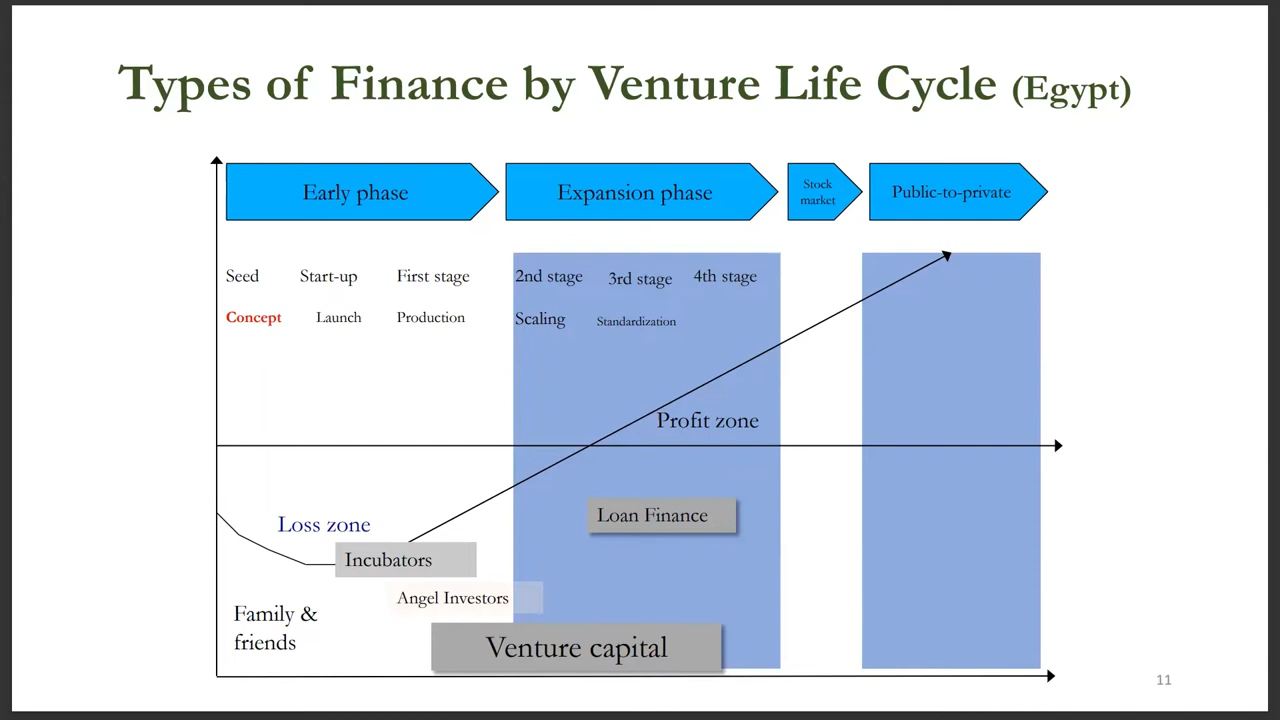 Types of Finance by Venture Life Cycle (Egypt)
Early phase
Expansion phase
Stock
market
Public-to-private
Seed
Start-up
First stage
2nd stage
3rd stage
4th stage
Concept
Launch
Production
Scaling
Standardization
Profit zone
Loss zone
Loan Finance
Incubators
Angel Investors
Family &
friends
Venture capital
11